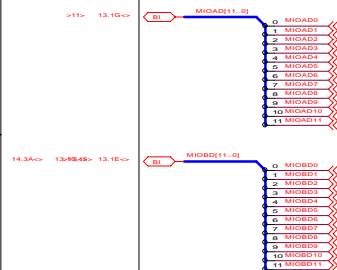 >11> 13.1G<> BI MIOAD[11..0]
0 MIOAD0
1 MIOAD1
2 MIOAD2
3 MIOAD3
4 MIOAD4
5 MIOAD5
6 MIOAD6
7 MIOAD7
8 MIOAD8
9 MIOAD9
10 MIOAD10
11 MIOAD11
14.3A<> 13.1E<> BI MIOBD[11..0]
0 MIOBD0
1 MIOBD1
2 MIOBD2
3 MIOBD3
4 MIOBD4
5 MIOBD5
6 MIOBD6
7 MIOBD7
8 MIOBD8
9 MIOBD9
10 MIOBD10
11 MIOBD11